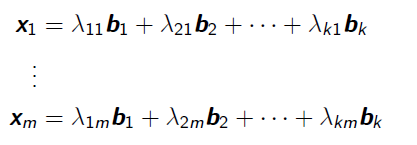 x₁ = λ₁₁b₁ + λ₂₁b₂ + ⋯ + λₖ₁bₖ
⋮
xₘ = λ₁ₘb₁ + λ₂ₘb₂ + ⋯ + λₖₘbₖ